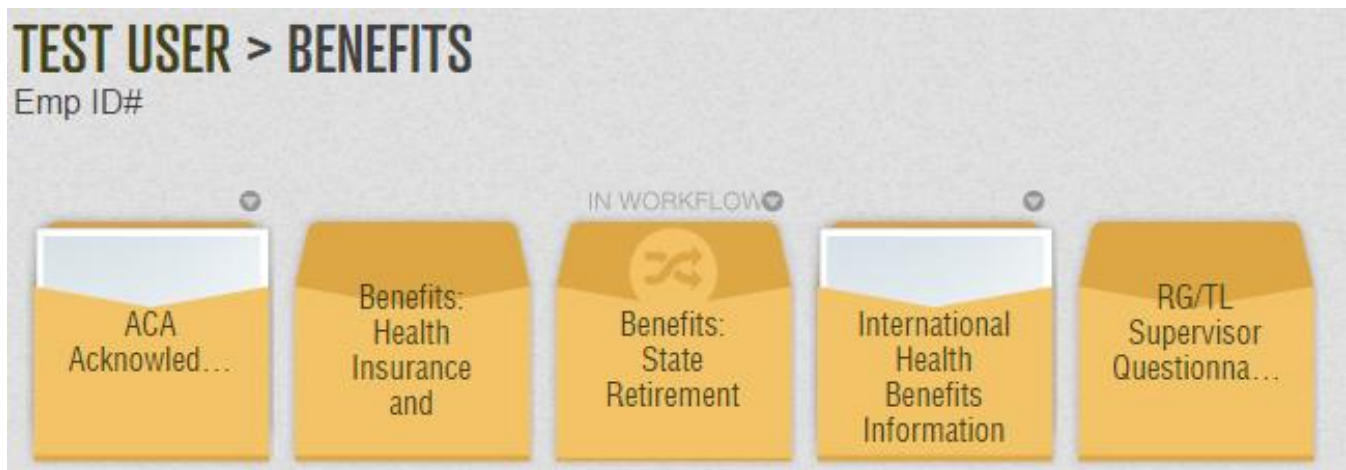 TEST USER > BENEFITS
Emp ID#
IN WORKFLOW
ACA
Acknowled...
Benefits:
Health
Insurance
and
Benefits:
State
Retirement
International
Health
Benefits
Information
RG/TL
Supervisor
Questionna...